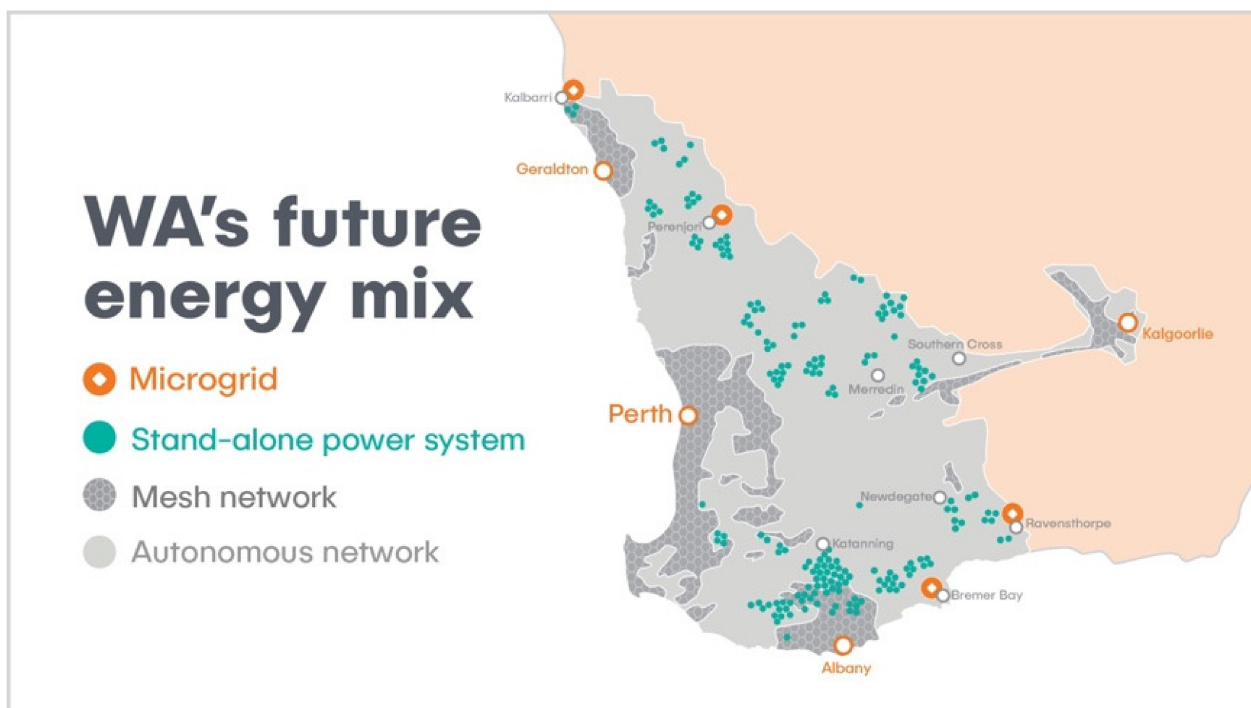 WA's future
energy mix
Microgrid
Stand-alone power system
Mesh network
Autonomous network
Kalbarri
Geraldton
Perenjori
Kalgoorlie
Southern Cross
Merredin
Perth
Newdegate
Ravensthorpe
Katanning
Bremer Bay
Albany